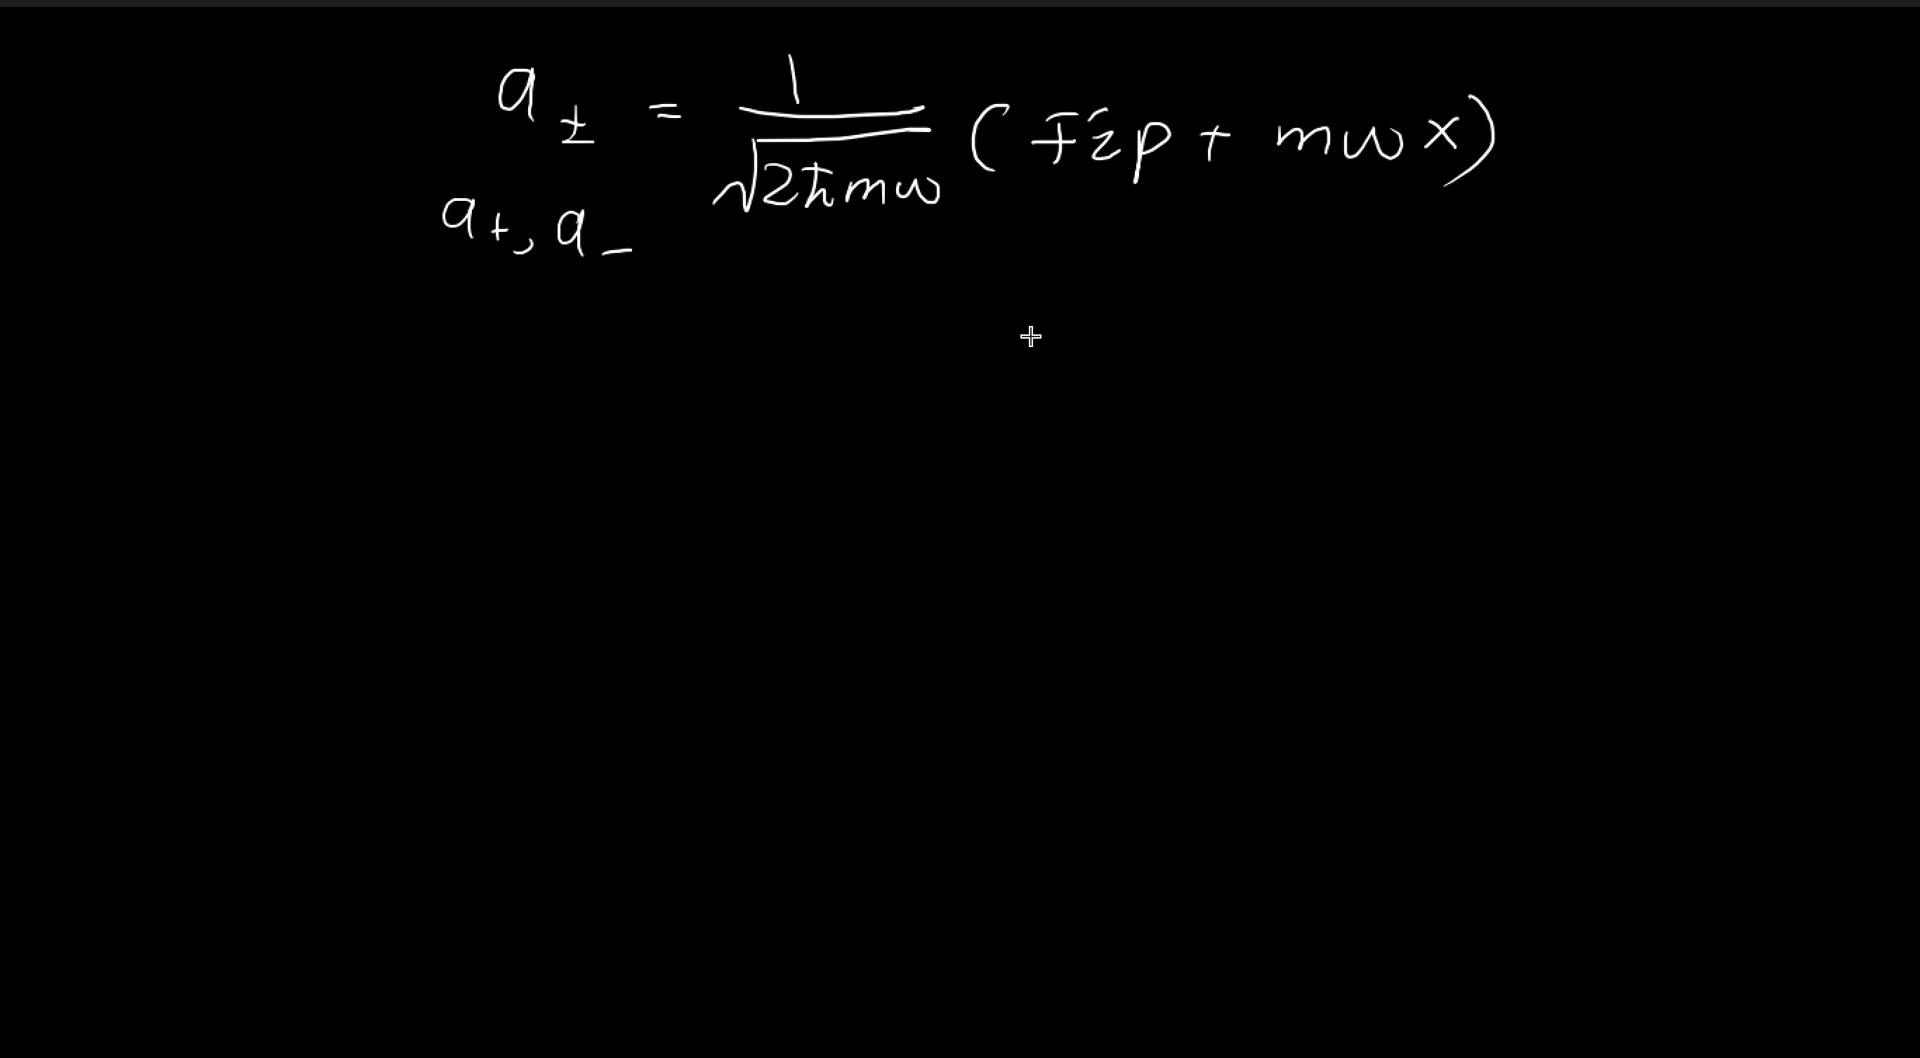 a± = 1/√(2ħmω) (∓ip + mωx)
a₊, a₋